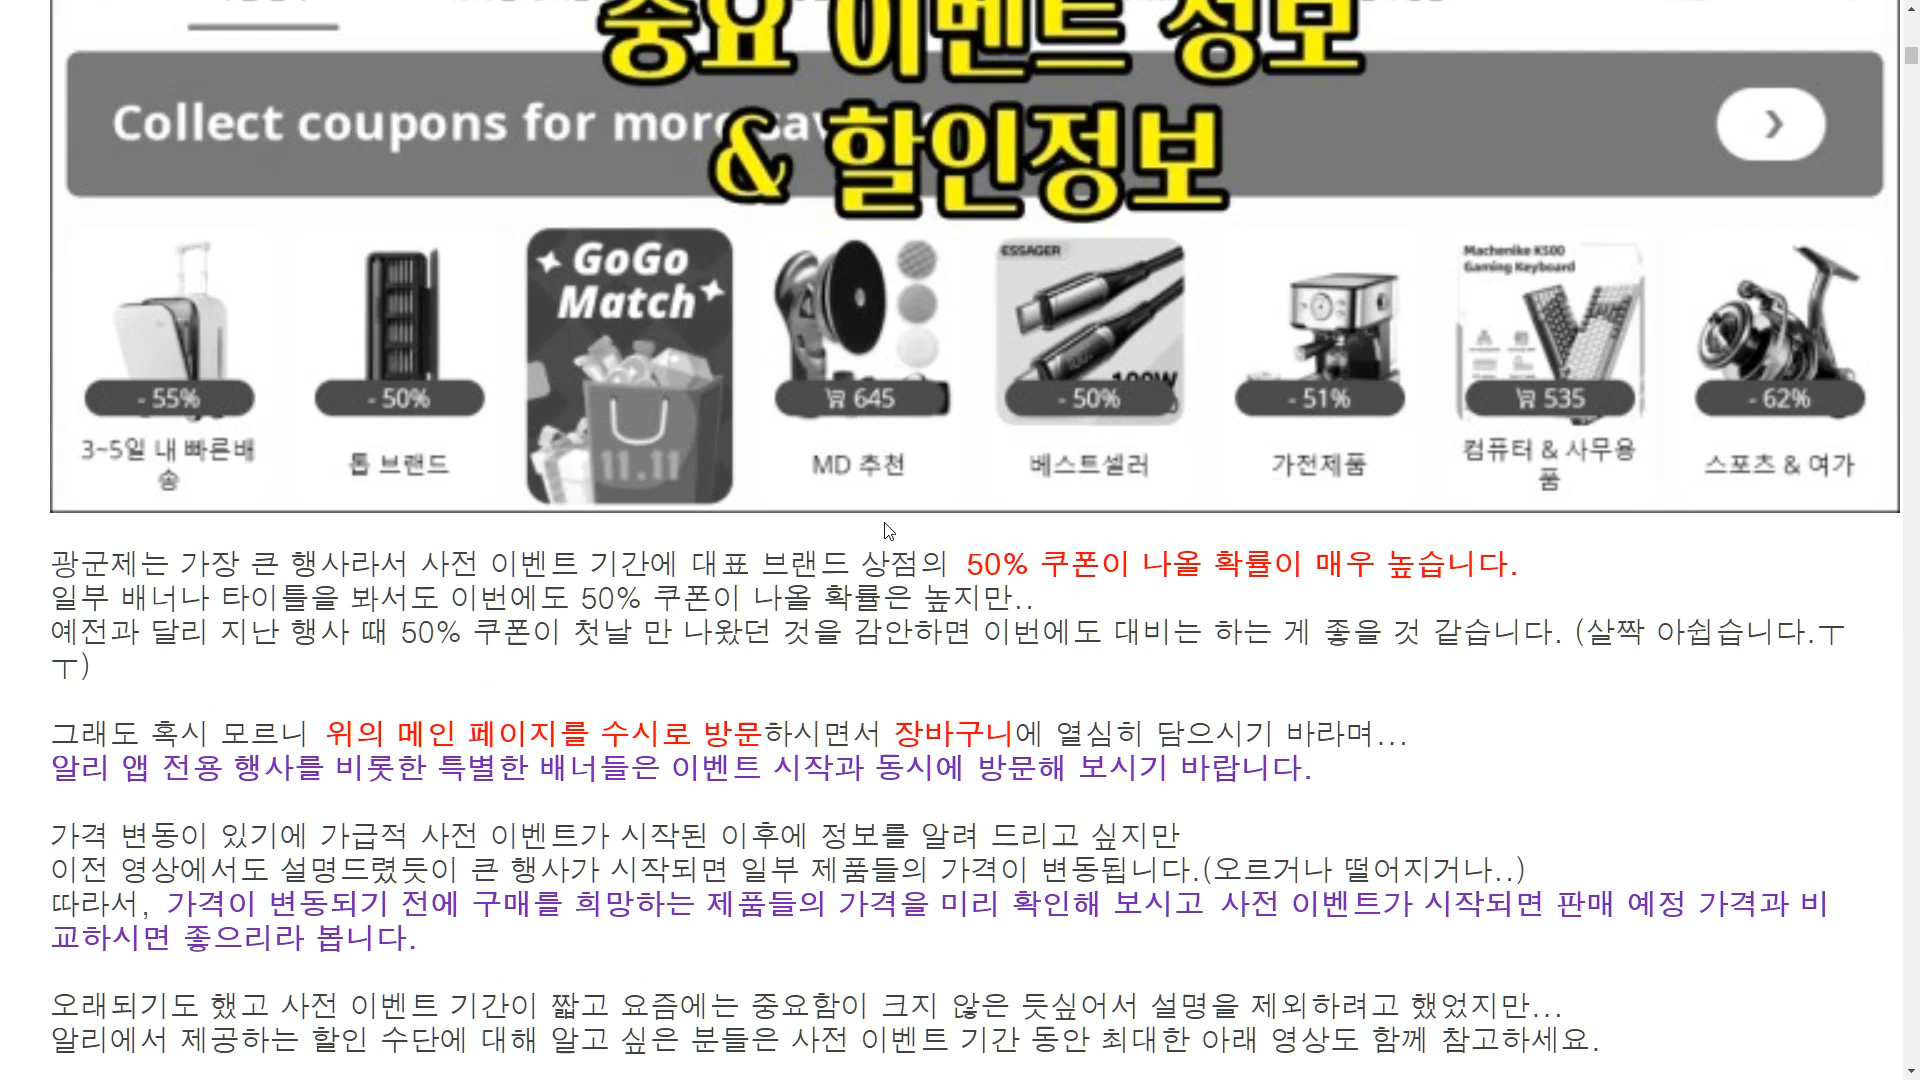 중요 이벤트 정보
Collect coupons for more sav
& 할인정보
GoGo
Match
ESSAGER
Machenike K500
Gaming Keyboard
100W
- 55%
- 50%
645
- 50%
- 51%
535
- 62%
11.11
3~5일 내 빠른배
송
톱 브랜드
MD 추천
베스트셀러
가전제품
컴퓨터 & 사무용
품
스포츠 & 여가
광군제는 가장 큰 행사라서 사전 이벤트 기간에 대표 브랜드 상점의 50% 쿠폰이 나올 확률이 매우 높습니다.
일부 배너나 타이틀을 봐서도 이번에도 50% 쿠폰이 나올 확률은 높지만..
예전과 달리 지난 행사 때 50% 쿠폰이 첫날 만 나왔던 것을 감안하면 이번에도 대비는 하는 게 좋을 것 같습니다. (살짝 아쉽습니다.ㅜ
ㅜ)
그래도 혹시 모르니 위의 메인 페이지를 수시로 방문하시면서 장바구니에 열심히 담으시기 바라며...
알리 앱 전용 행사를 비롯한 특별한 배너들은 이벤트 시작과 동시에 방문해 보시기 바랍니다.
가격 변동이 있기에 가급적 사전 이벤트가 시작된 이후에 정보를 알려 드리고 싶지만
이전 영상에서도 설명드렸듯이 큰 행사가 시작되면 일부 제품들의 가격이 변동됩니다.(오르거나 떨어지거나..)
따라서, 가격이 변동되기 전에 구매를 희망하는 제품들의 가격을 미리 확인해 보시고 사전 이벤트가 시작되면 판매 예정 가격과 비
교하시면 좋으리라 봅니다.
오래되기도 했고 사전 이벤트 기간이 짧고 요즘에는 중요함이 크지 않은 듯싶어서 설명을 제외하려고 했었지만...
알리에서 제공하는 할인 수단에 대해 알고 싶은 분들은 사전 이벤트 기간 동안 최대한 아래 영상도 함께 참고하세요.